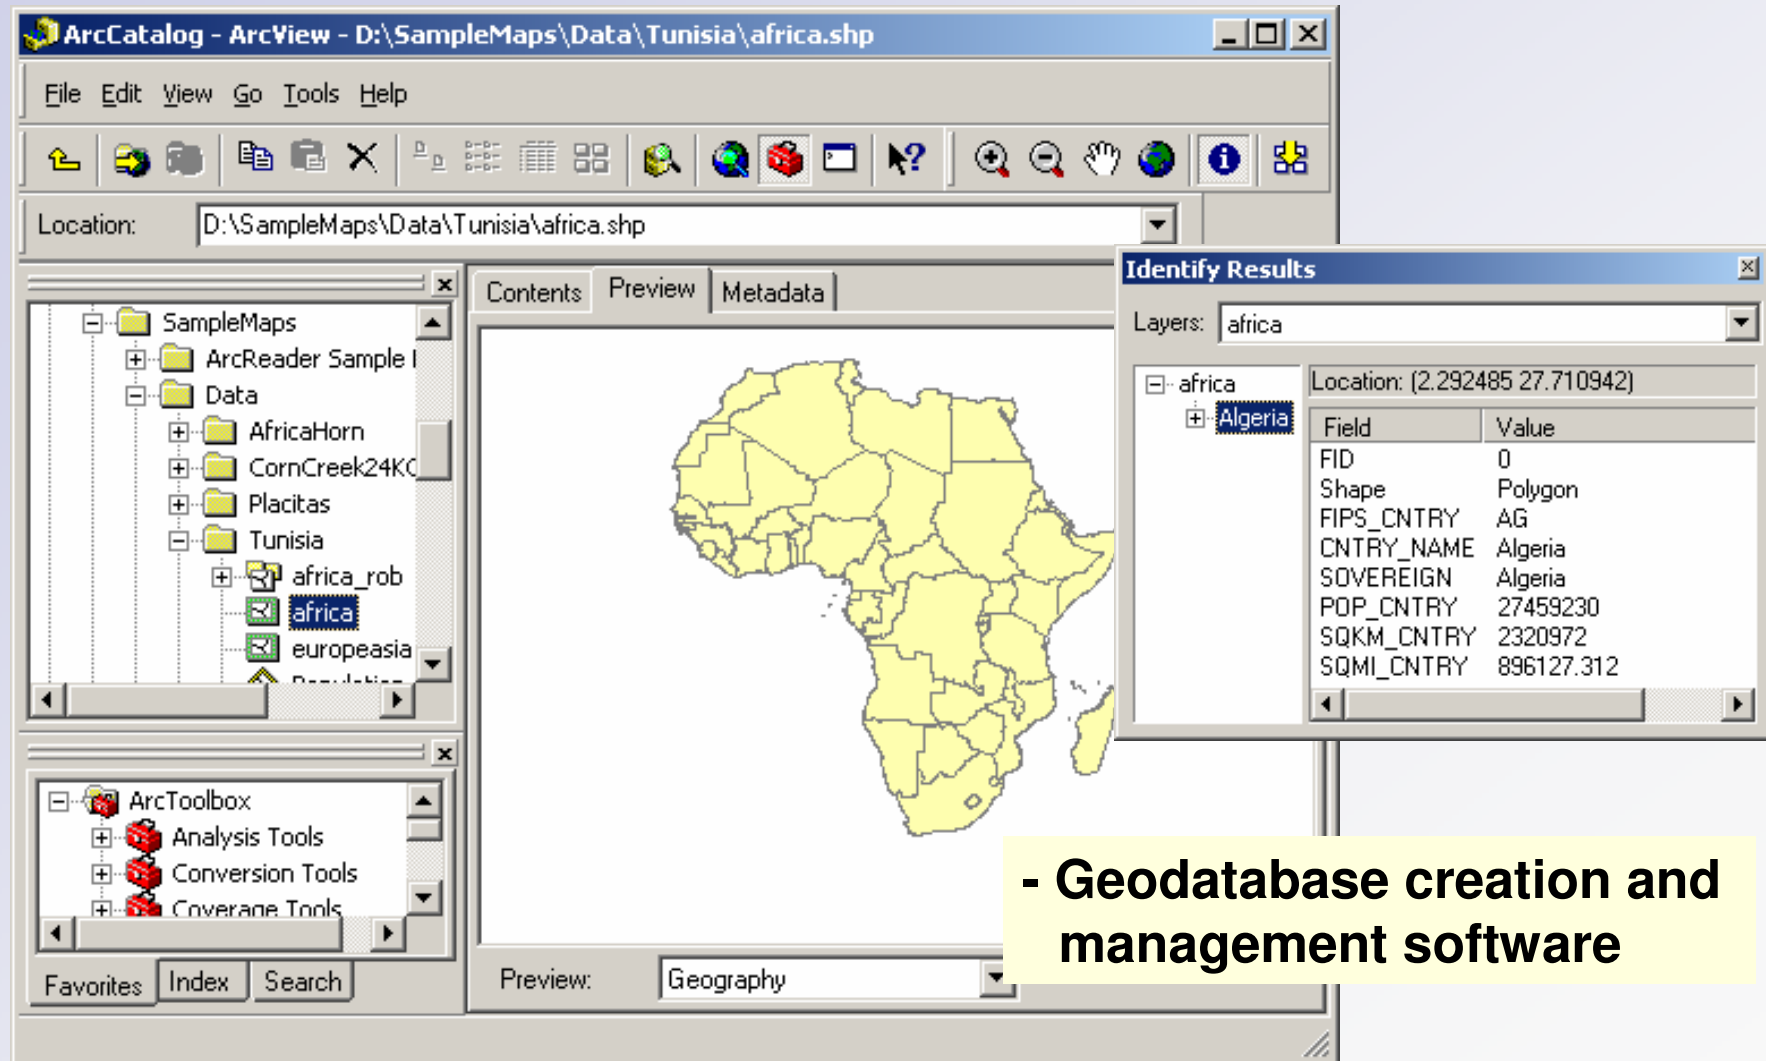 ArcCatalog - ArcView - D:\SampleMaps\Data\Tunisia\africa.shp
File Edit View Go Tools Help
Location: D:\SampleMaps\Data\Tunisia\africa.shp
SampleMaps
ArcReader Sample
Data
AfricaHorn
CornCreek24K
Placitas
Tunisia
africa_rob
africa
europeasia
ArcToolbox
Analysis Tools
Conversion Tools
Coverage Tools
Favorites Index Search
Contents Preview Metadata
Preview: Geography
Identify Results
Layers: africa
africa
Algeria
Location: (2.292485 27.710942)
Field Value
FID 0
Shape Polygon
FIPS_CNTRY AG
CNTRY_NAME Algeria
SOVEREIGN Algeria
POP_CNTRY 27459230
SQKM_CNTRY 2320972
SQMI_CNTRY 896127.312
- Geodatabase creation and
management software